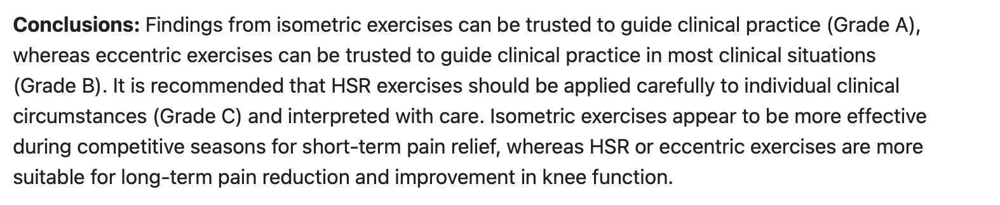 Conclusions: Findings from isometric exercises can be trusted to guide clinical practice (Grade A),
whereas eccentric exercises can be trusted to guide clinical practice in most clinical situations
(Grade B). It is recommended that HSR exercises should be applied carefully to individual clinical
circumstances (Grade C) and interpreted with care. Isometric exercises appear to be more effective
during competitive seasons for short-term pain relief, whereas HSR or eccentric exercises are more
suitable for long-term pain reduction and improvement in knee function.